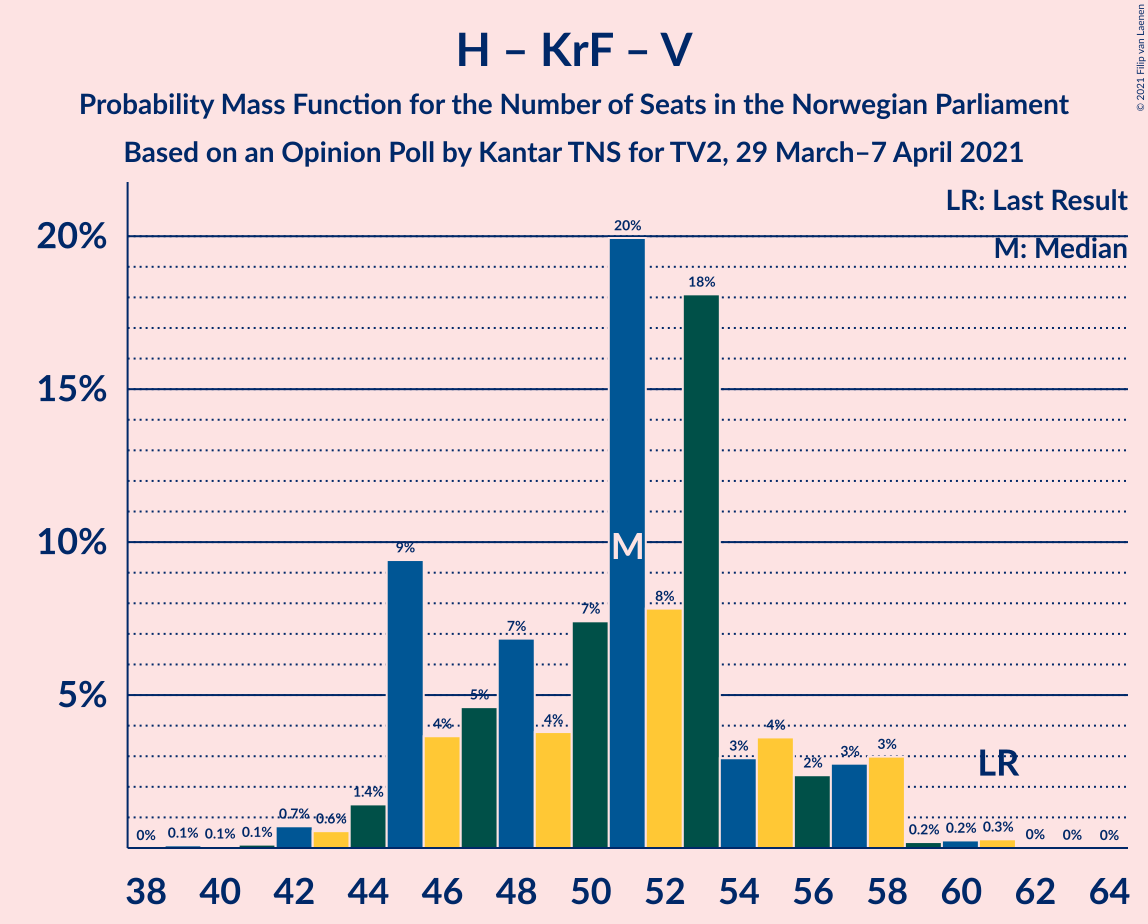 H – KrF – V
Probability Mass Function for the Number of Seats in the Norwegian Parliament
Based on an Opinion Poll by Kantar TNS for TV2, 29 March–7 April 2021
© 2021 Filip van Laenen
LR: Last Result
M: Median
20%
15%
10%
5%
0% 0.1% 0.1% 0.1% 0.7% 0.6% 1.4% 9% 4% 5% 7% 4% 7% 20% 8% 18% 3% 4% 2% 3% 3% 0.2% 0.2% 0.3% 0% 0% 0%
M
LR
38 40 42 44 46 48 50 52 54 56 58 60 62 64